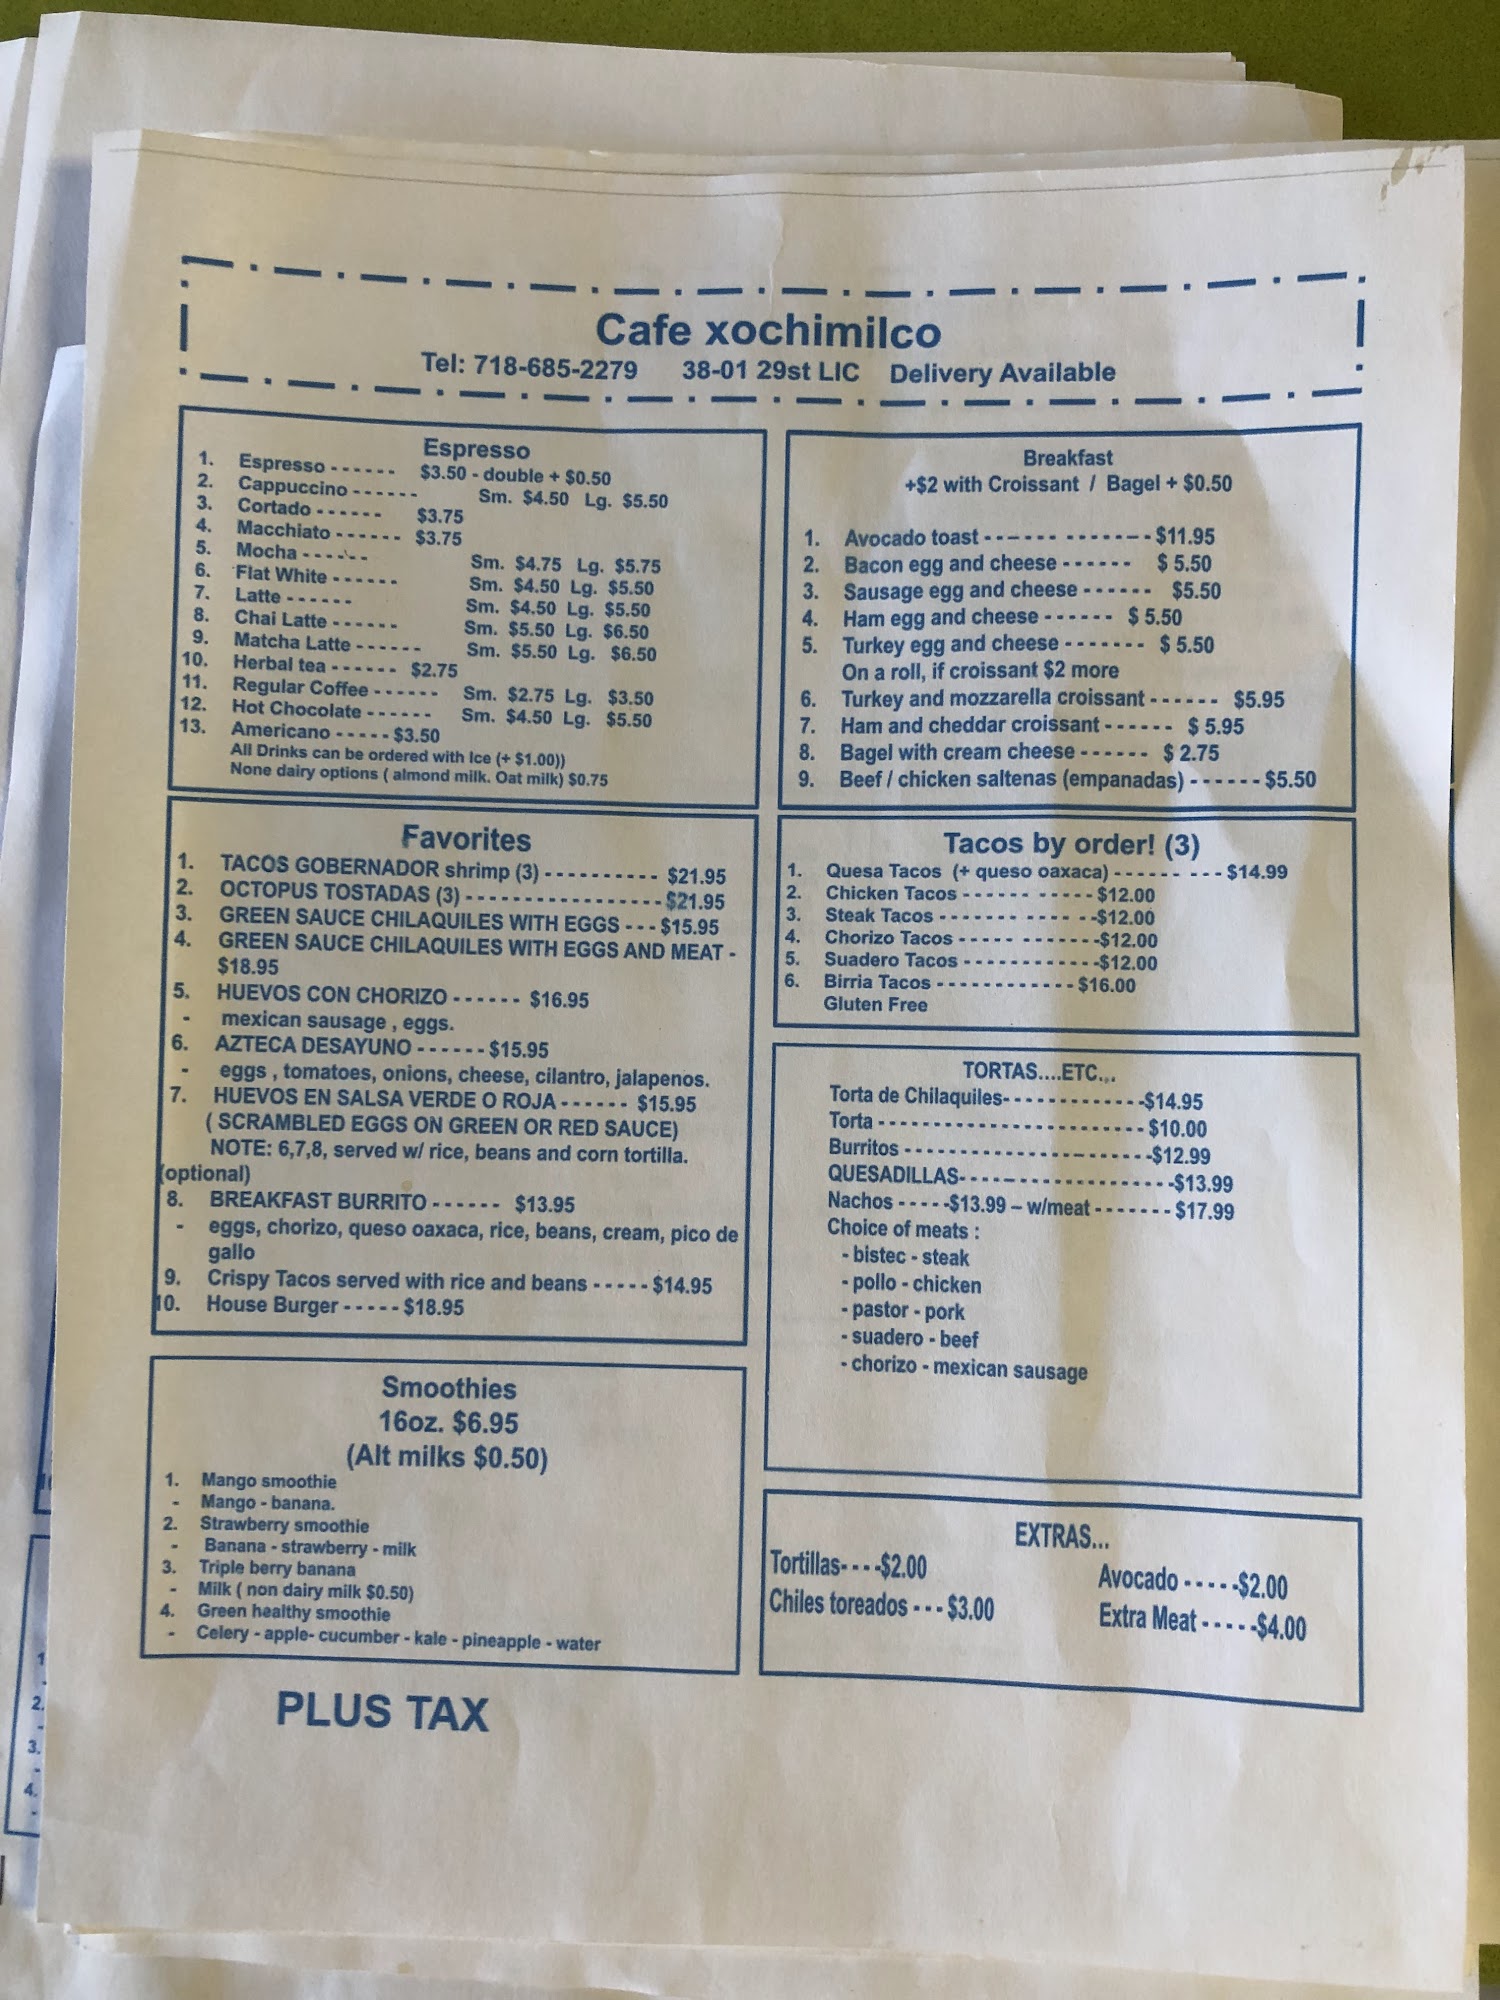 Cafe xochimilco
Tel: 718-685-2279 38-01 29st LIC Delivery Available
Espresso
1. Espresso - - - - - - $3.50 - double + $0.50
2. Cappuccino - - - - - - Sm. $4.50 Lg. $5.50
3. Cortado - - - - - - $3.75
4. Macchiato - - - - - - $3.75
5. Mocha - - - - - - Sm. $4.75 Lg. $5.75
6. Flat White - - - - - - Sm. $4.50 Lg. $5.50
7. Latte - - - - - - Sm. $4.50 Lg. $5.50
8. Chai Latte - - - - - - Sm. $5.50 Lg. $6.50
9. Matcha Latte - - - - - - Sm. $5.50 Lg. $6.50
10. Herbal tea - - - - - - $2.75
11. Regular Coffee - - - - - - Sm. $2.75 Lg. $3.50
12. Hot Chocolate - - - - - - Sm. $4.50 Lg. $5.50
13. Americano - - - - - $3.50
All Drinks can be ordered with Ice (+ $1.00))
None dairy options ( almond milk. Oat milk) $0.75
Breakfast
+$2 with Croissant / Bagel + $0.50
1. Avocado toast - - - - - - - - - - - - - $11.95
2. Bacon egg and cheese - - - - - - $ 5.50
3. Sausage egg and cheese - - - - - - $5.50
4. Ham egg and cheese - - - - - - $ 5.50
5. Turkey egg and cheese - - - - - - - $ 5.50
On a roll, if croissant $2 more
6. Turkey and mozzarella croissant - - - - - - $5.95
7. Ham and cheddar croissant - - - - - - $ 5.95
8. Bagel with cream cheese - - - - - - $ 2.75
9. Beef / chicken saltenas (empanadas) - - - - - - $5.50
Favorites
1. TACOS GOBERNADOR shrimp (3) - - - - - - - - - - $21.95
2. OCTOPUS TOSTADAS (3) - - - - - - - - - - - - - - - - - $21.95
3. GREEN SAUCE CHILAQUILES WITH EGGS - - - $15.95
4. GREEN SAUCE CHILAQUILES WITH EGGS AND MEAT -
$18.95
5. HUEVOS CON CHORIZO - - - - - - $16.95
- mexican sausage , eggs.
6. AZTECA DESAYUNO - - - - - - $15.95
- eggs , tomatoes, onions, cheese, cilantro, jalapenos.
7. HUEVOS EN SALSA VERDE O ROJA - - - - - - $15.95
( SCRAMBLED EGGS ON GREEN OR RED SAUCE)
NOTE: 6,7,8, served w/ rice, beans and corn tortilla.
(optional)
8. BREAKFAST BURRITO - - - - - - $13.95
- eggs, chorizo, queso oaxaca, rice, beans, cream, pico de
gallo
9. Crispy Tacos served with rice and beans - - - - - $14.95
10. House Burger - - - - - $18.95
Tacos by order! (3)
1. Quesa Tacos (+ queso oaxaca) - - - - - - - - - $14.99
2. Chicken Tacos - - - - - - - - - - - $12.00
3. Steak Tacos - - - - - - - - - - - -$12.00
4. Chorizo Tacos - - - - - - - - - - - -$12.00
5. Suadero Tacos - - - - - - - - - - - -$12.00
6. Birria Tacos - - - - - - - - - - - - $16.00
Gluten Free
TORTAS....ETC...
Torta de Chilaquiles- - - - - - - - - - - - -$14.95
Torta - - - - - - - - - - - - - - - - - - - - - - $10.00
Burritos - - - - - - - - - - - - - - - - - - - -$12.99
QUESADILLAS- - - - - - - - - - - - - - - - -$13.99
Nachos - - - - -$13.99 – w/meat - - - - - - - $17.99
Choice of meats :
- bistec - steak
- pollo - chicken
- pastor - pork
- suadero - beef
- chorizo - mexican sausage
Smoothies
16oz. $6.95
(Alt milks $0.50)
1. Mango smoothie
- Mango - banana.
2. Strawberry smoothie
- Banana - strawberry - milk
3. Triple berry banana
- Milk ( non dairy milk $0.50)
4. Green healthy smoothie
- Celery - apple- cucumber - kale - pineapple - water
EXTRAS...
Tortillas- - - -$2.00 Avocado - - - - -$2.00
Chiles toreados - - - $3.00 Extra Meat - - - - -$4.00
PLUS TAX
10
1
2.
3.
4.